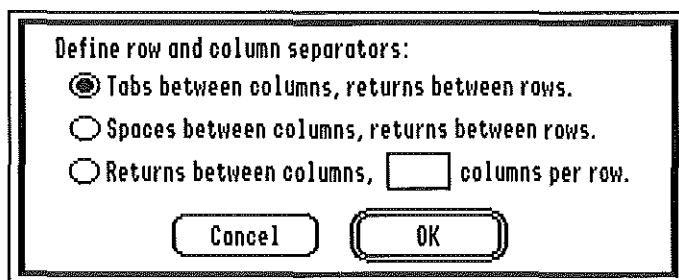 Define row and column separators:
Tabs between columns, returns between rows.
Spaces between columns, returns between rows.
Returns between columns, columns per row.
Cancel OK